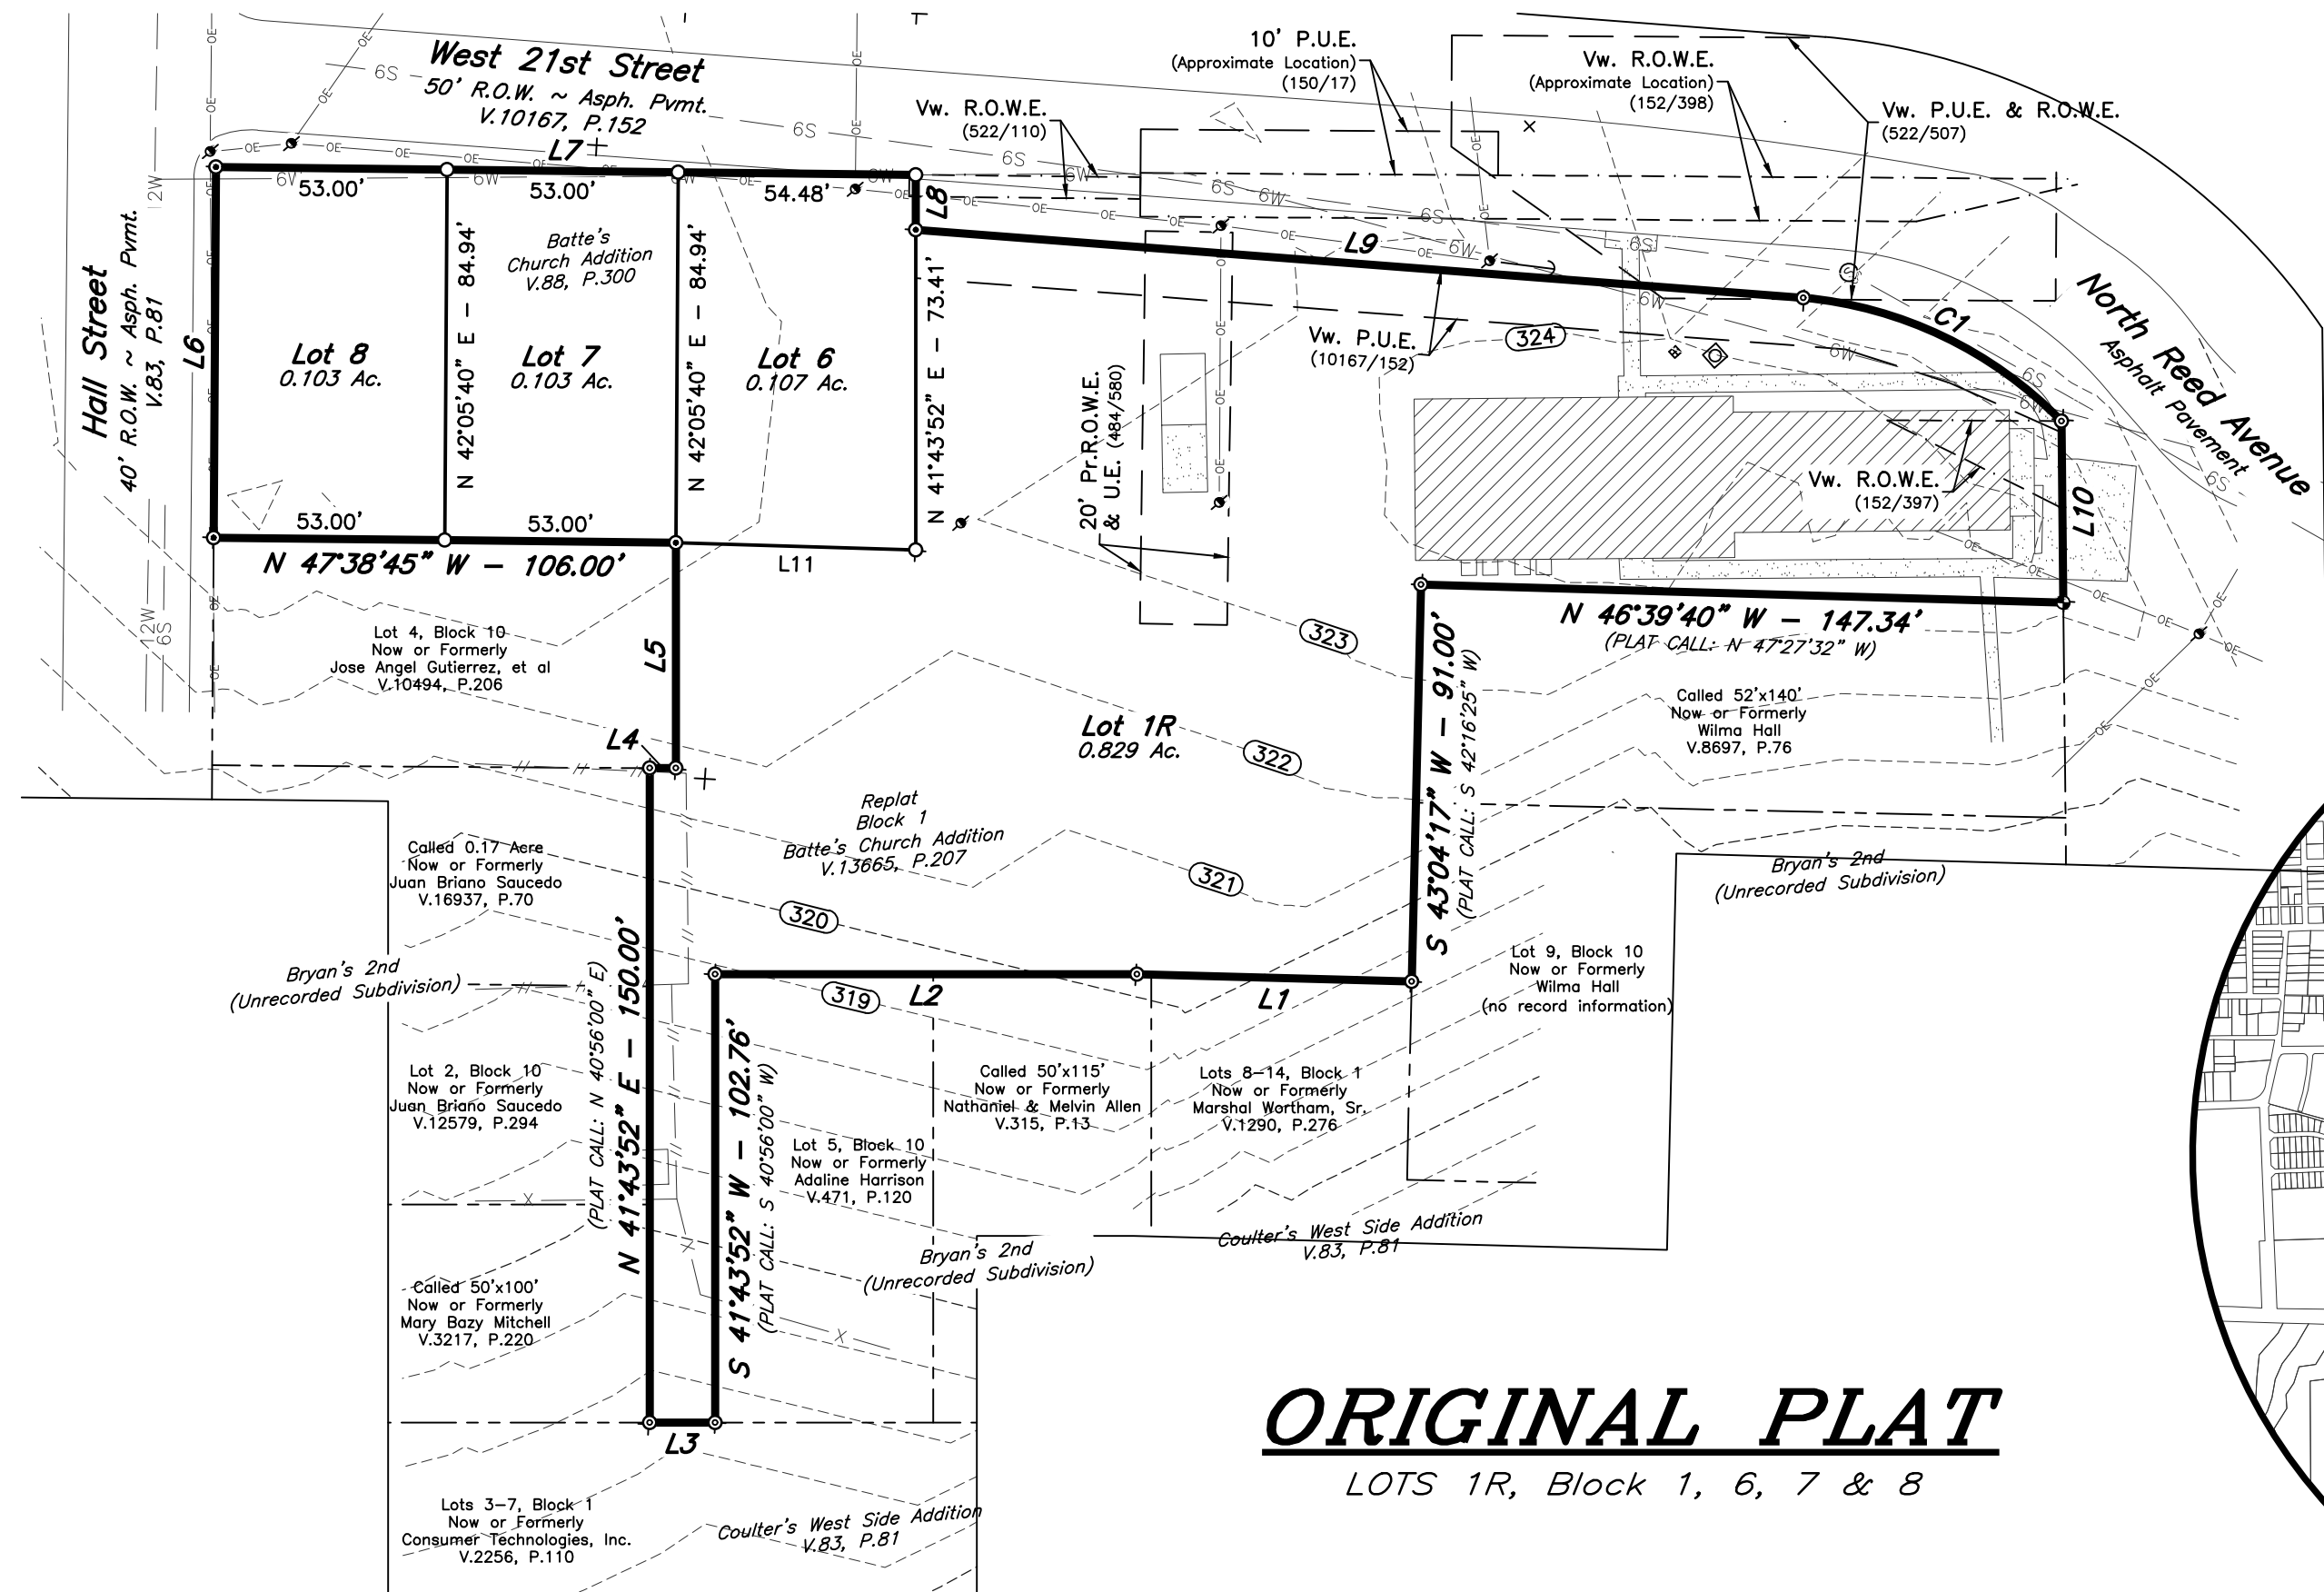 West 21st Street
50' R.O.W. ~ Asph. Pvmt.
V.10167, P.152
10' P.U.E.
(Approximate Location)
(150/17)
Vw. R.O.W.E.
(Approximate Location)
(152/398)
Vw. R.O.W.E.
(522/110)
Vw. P.U.E. & R.O.W.E.
(522/507)
L7
53.00'
53.00'
54.48'
L8
L9
C1
North Reed Avenue
Asphalt Pavement
Hall Street
40' R.O.W. ~ Asph. Pvmt.
V.83, P.81
L6
Batte's
Church Addition
V.88, P.300
Lot 8
0.103 Ac.
N 42°05'40" E - 84.94'
Lot 7
0.103 Ac.
N 42°05'40" E - 84.94'
Lot 6
0.107 Ac.
N 41°43'52" E - 73.41'
Vw. P.U.E.
(10167/152)
324
20' Pr.R.O.W.E.
& U.E. (484/580)
Vw. R.O.W.E.
(152/397)
L10
53.00'
53.00'
N 47°38'45" W - 106.00'
L11
N 46°39'40" W - 147.34'
(PLAT CALL: N 47°27'32" W)
323
Lot 4, Block 10
Now or Formerly
Jose Angel Gutierrez, et al
V.10494, P.206
L5
L4
Lot 1R
0.829 Ac.
322
S 43°04'17" W - 91.00'
(PLAT CALL: S 42°16'25" W)
Called 52'x140'
Now or Formerly
Wilma Hall
V.8697, P.76
Replat
Block 1
Batte's Church Addition
V.13665, P.207
321
320
Bryan's 2nd
(Unrecorded Subdivision)
Called 0.17 Acre
Now or Formerly
Juan Briano Saucedo
V.16937, P.70
Bryan's 2nd
(Unrecorded Subdivision)
319
L2
L1
Lot 9, Block 10
Now or Formerly
Wilma Hall
(no record information)
N 41°43'52" E - 150.00'
(PLAT CALL: N 40°56'00" E)
S 41°43'52" W - 102.76'
(PLAT CALL: S 40°56'00" W)
Lot 2, Block 10
Now or Formerly
Juan Briano Saucedo
V.12579, P.294
Called 50'x115'
Now or Formerly
Nathaniel & Melvin Allen
V.315, P.13
Lots 8-14, Block 1
Now or Formerly
Marshal Wortham, Sr.
V.1290, P.276
Lot 5, Block 10
Now or Formerly
Adaline Harrison
V.471, P.120
Coulter's West Side Addition
V.83, P.81
Bryan's 2nd
(Unrecorded Subdivision)
Called 50'x100'
Now or Formerly
Mary Bazy Mitchell
V.3217, P.220
L3
ORIGINAL PLAT
LOTS 1R, Block 1, 6, 7 & 8
Lots 3-7, Block 1
Now or Formerly
Consumer Technologies, Inc.
V.2256, P.110
Coulter's West Side Addition
V.83, P.81